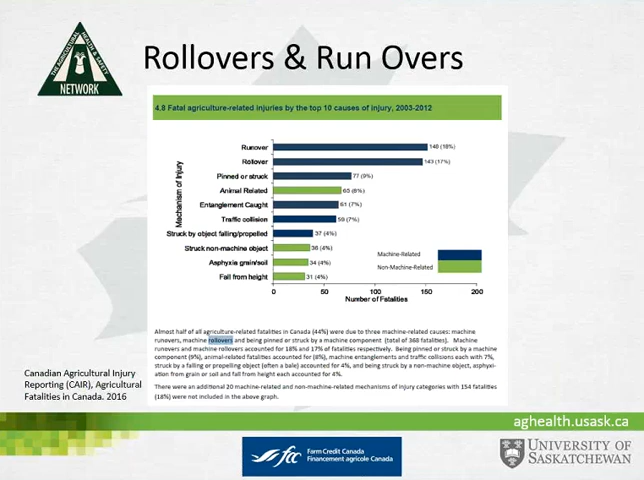 Rollovers & Run Overs
THE AGRICULTURAL HEALTH & SAFETY
NETWORK
4.8 Fatal agriculture-related injuries by the top 10 causes of injury, 2003-2012
Mechanism of Injury
Runover 148 (18%)
Rollover 143 (17%)
Pinned or struck 77 (9%)
Animal Related 68 (8%)
Entanglement Caught 61 (7%)
Traffic collision 59 (7%)
Struck by object falling/propelled 37 (4%)
Struck non-machine object 36 (4%)
Asphyxia grain/soil 34 (4%)
Fall from height 31 (4%)
Machine-Related
Non-Machine-Related
0 50 100 150 200
Number of Fatalities
Almost half of all agriculture-related fatalities in Canada (44%) were due to three machine-related causes: machine
runovers, machine rollovers and being pinned or struck by a machine component (total of 368 fatalities). Machine
runovers and machine rollovers accounted for 18% and 17% of fatalities respectively. Being pinned or struck by a machine
component (9%), animal-related fatalities accounted for (8%), machine entanglements and traffic collisions each with 7%,
struck by a falling or propelling object (often a bale) accounted for 4%, and being struck by a non-machine object, asphyxi-
ation from grain or soil and fall from height each accounted for 4%.
There were an additional 20 machine-related and non-machine-related mechanisms of injury categories with 154 fatalities
(18%) were not included in the above graph.
Canadian Agricultural Injury
Reporting (CAIR), Agricultural
Fatalities in Canada. 2016
aghealth.usask.ca
fcc
Farm Credit Canada
Financement agricole Canada
UNIVERSITY OF
SASKATCHEWAN